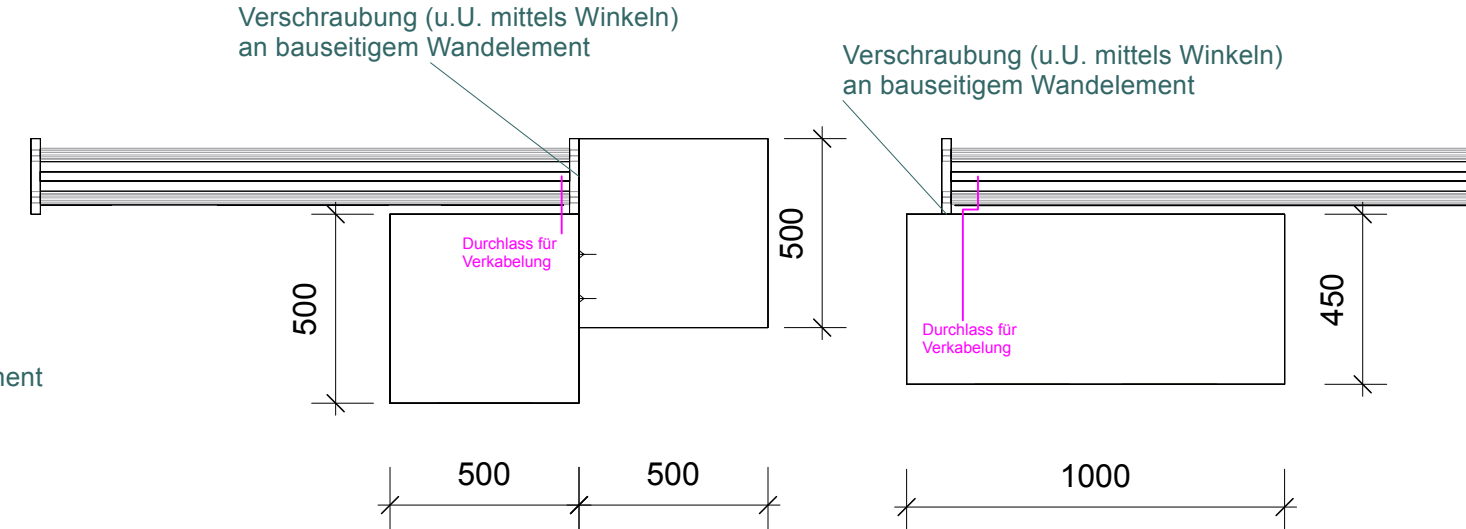 Verschraubung (u.U. mittels Winkeln)
an bauseitigem Wandelement
Verschraubung (u.U. mittels Winkeln)
an bauseitigem Wandelement
Durchlass für
Verkabelung
500
500
Durchlass für
Verkabelung
450
500
500
1000